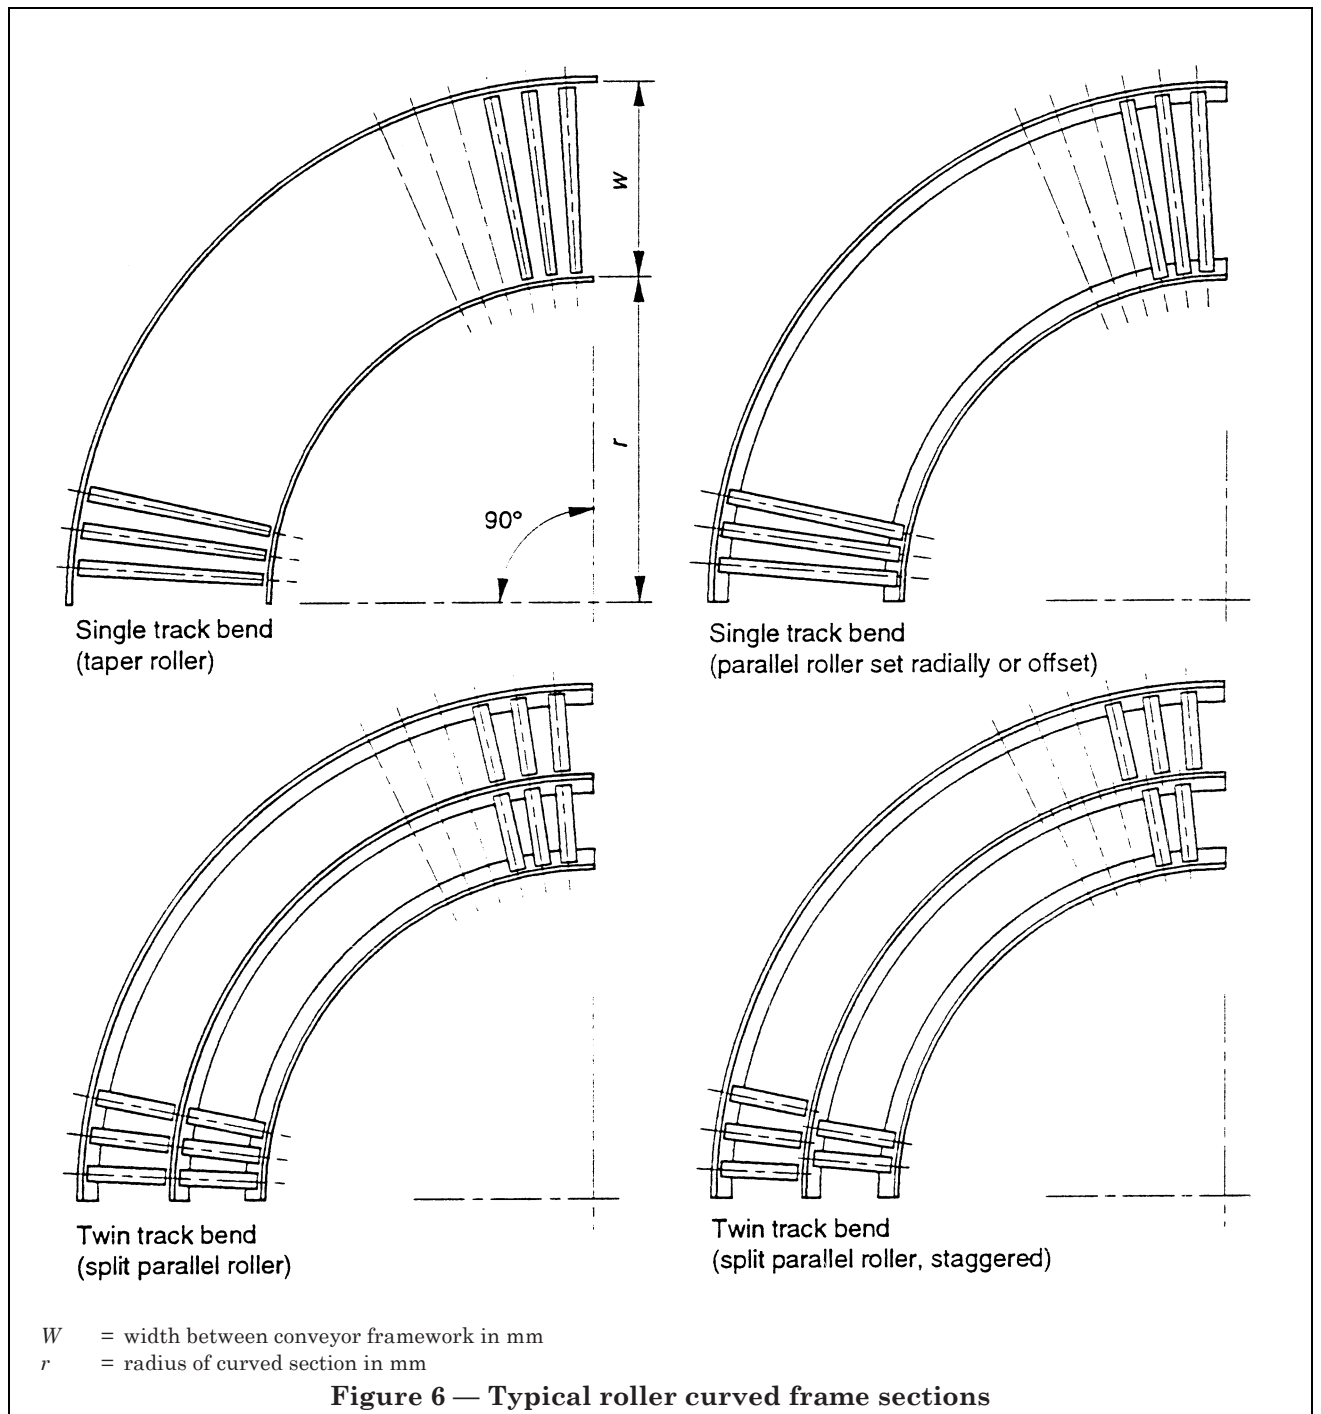 w
r
90°
Single track bend
(taper roller)
Single track bend
(parallel roller set radially or offset)
Twin track bend
(split parallel roller)
Twin track bend
(split parallel roller, staggered)
W = width between conveyor framework in mm
r = radius of curved section in mm
Figure 6 — Typical roller curved frame sections